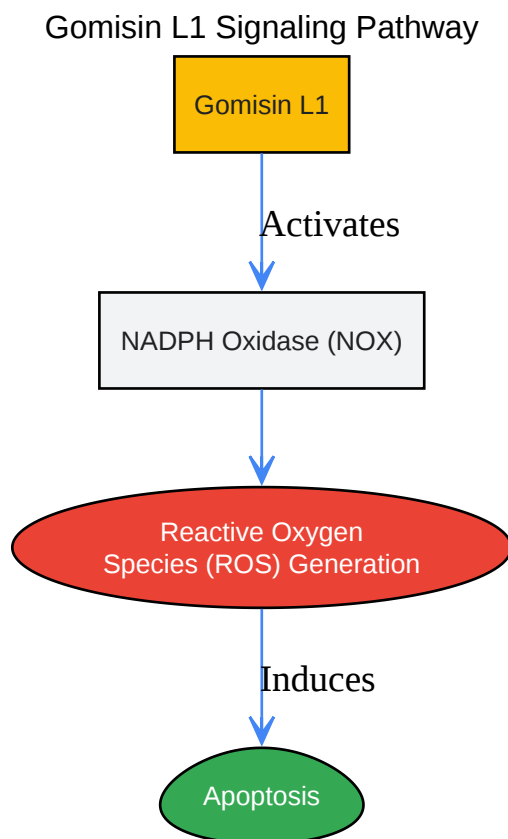 Gomisin L1 Signaling Pathway
Gomisin L1
Activates
NADPH Oxidase (NOX)
Reactive Oxygen
Species (ROS) Generation
Induces
Apoptosis